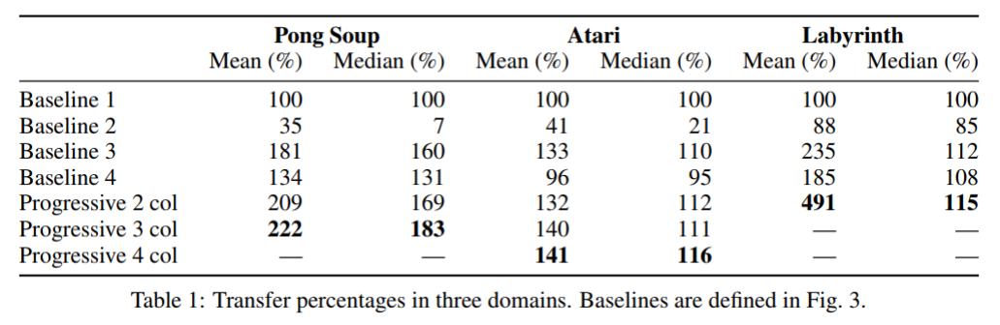 Pong Soup Atari Labyrinth
Mean (%) Median (%) Mean (%) Median (%) Mean (%) Median (%)
Baseline 1 100 100 100 100 100 100
Baseline 2 35 7 41 21 88 85
Baseline 3 181 160 133 110 235 112
Baseline 4 134 131 96 95 185 108
Progressive 2 col 209 169 132 112 491 115
Progressive 3 col 222 183 140 111 — —
Progressive 4 col — — 141 116 — —
Table 1: Transfer percentages in three domains. Baselines are defined in Fig. 3.